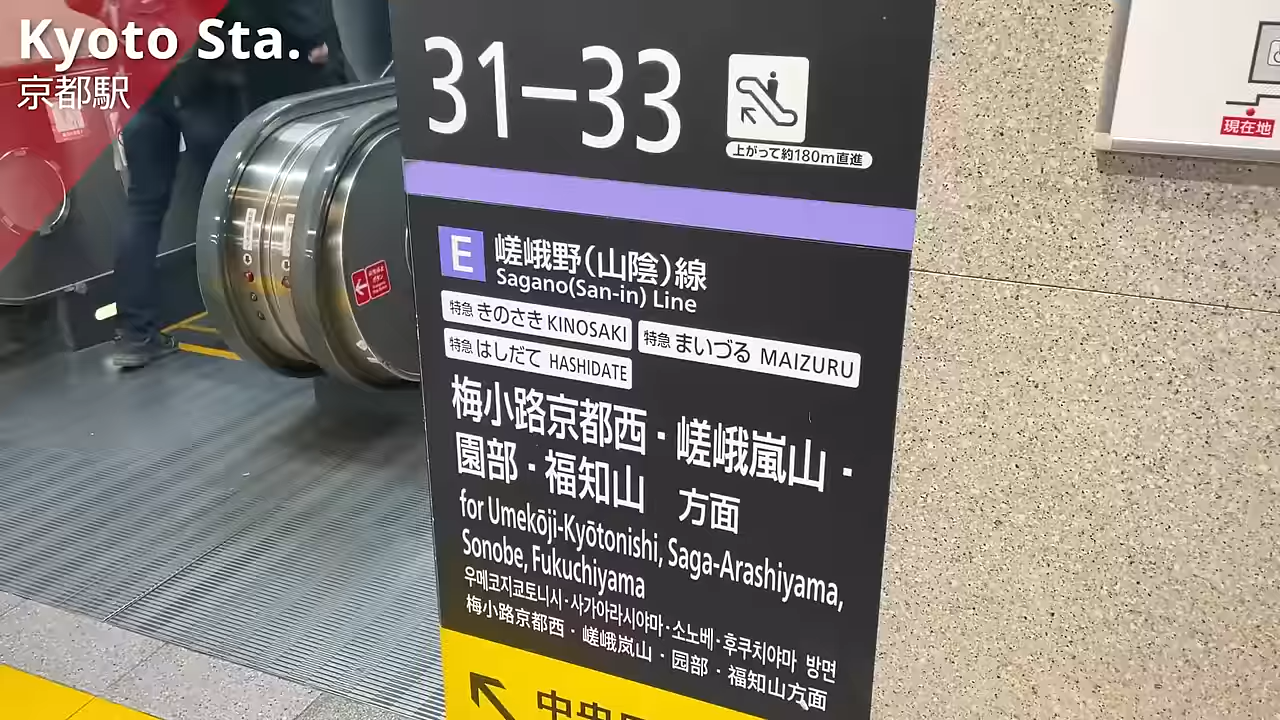 Kyoto Sta.
京都駅
31–33
上がって約180m直進
E 嵯峨野(山陰)線
Sagano(San-in) Line
特急 きのさき KINOSAKI
特急 まいづる MAIZURU
特急 はしだて HASHIDATE
梅小路京都西・嵯峨嵐山・
園部・福知山 方面
for Umekōji-Kyōtonishi, Saga-Arashiyama,
Sonobe, Fukuchiyama
우메코지쿄토니시·사가아라시야마·소노베·후쿠치야마 방면
梅小路京都西・嵯峨岚山・园部・福知山方面
中央
現在地